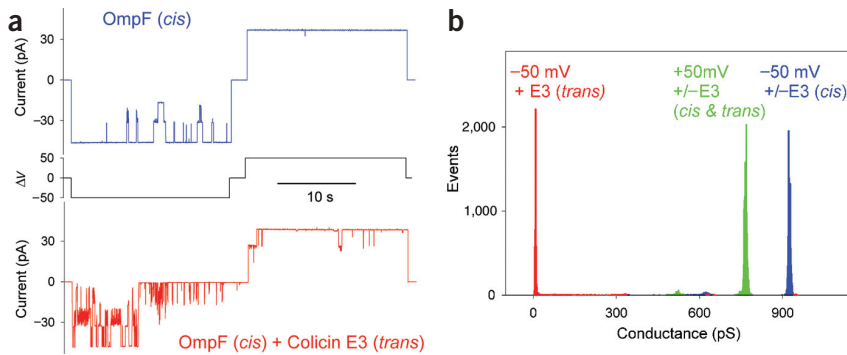 a
OmpF (cis)
Current (pA)
30
0
−30
ΔV
50
0
−50
10 s
Current (pA)
30
0
−30
OmpF (cis) + Colicin E3 (trans)
b
−50 mV
+ E3 (trans)
+50mV
+/−E3
(cis & trans)
−50 mV
+/−E3 (cis)
Events
2,000
1,000
0
0
300
600
900
Conductance (pS)